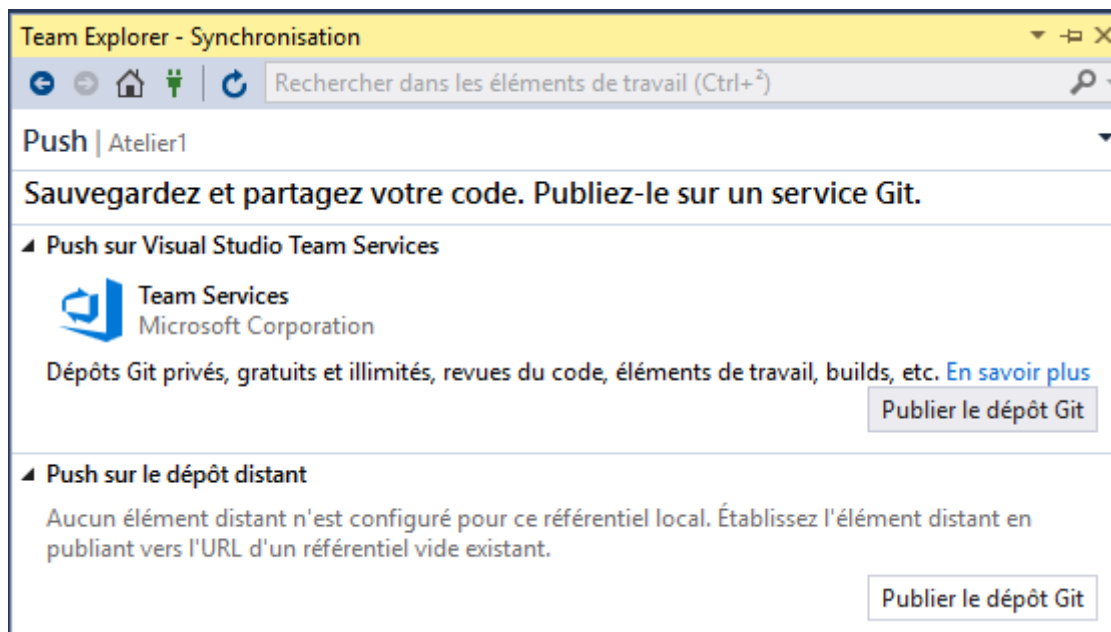 Team Explorer - Synchronisation
Rechercher dans les éléments de travail (Ctrl+²)
Push | Atelier1
Sauvegardez et partagez votre code. Publiez-le sur un service Git.
Push sur Visual Studio Team Services
Team Services
Microsoft Corporation
Dépôts Git privés, gratuits et illimités, revues du code, éléments de travail, builds, etc. En savoir plus
Publier le dépôt Git
Push sur le dépôt distant
Aucun élément distant n'est configuré pour ce référentiel local. Établissez l'élément distant en
publiant vers l'URL d'un référentiel vide existant.
Publier le dépôt Git